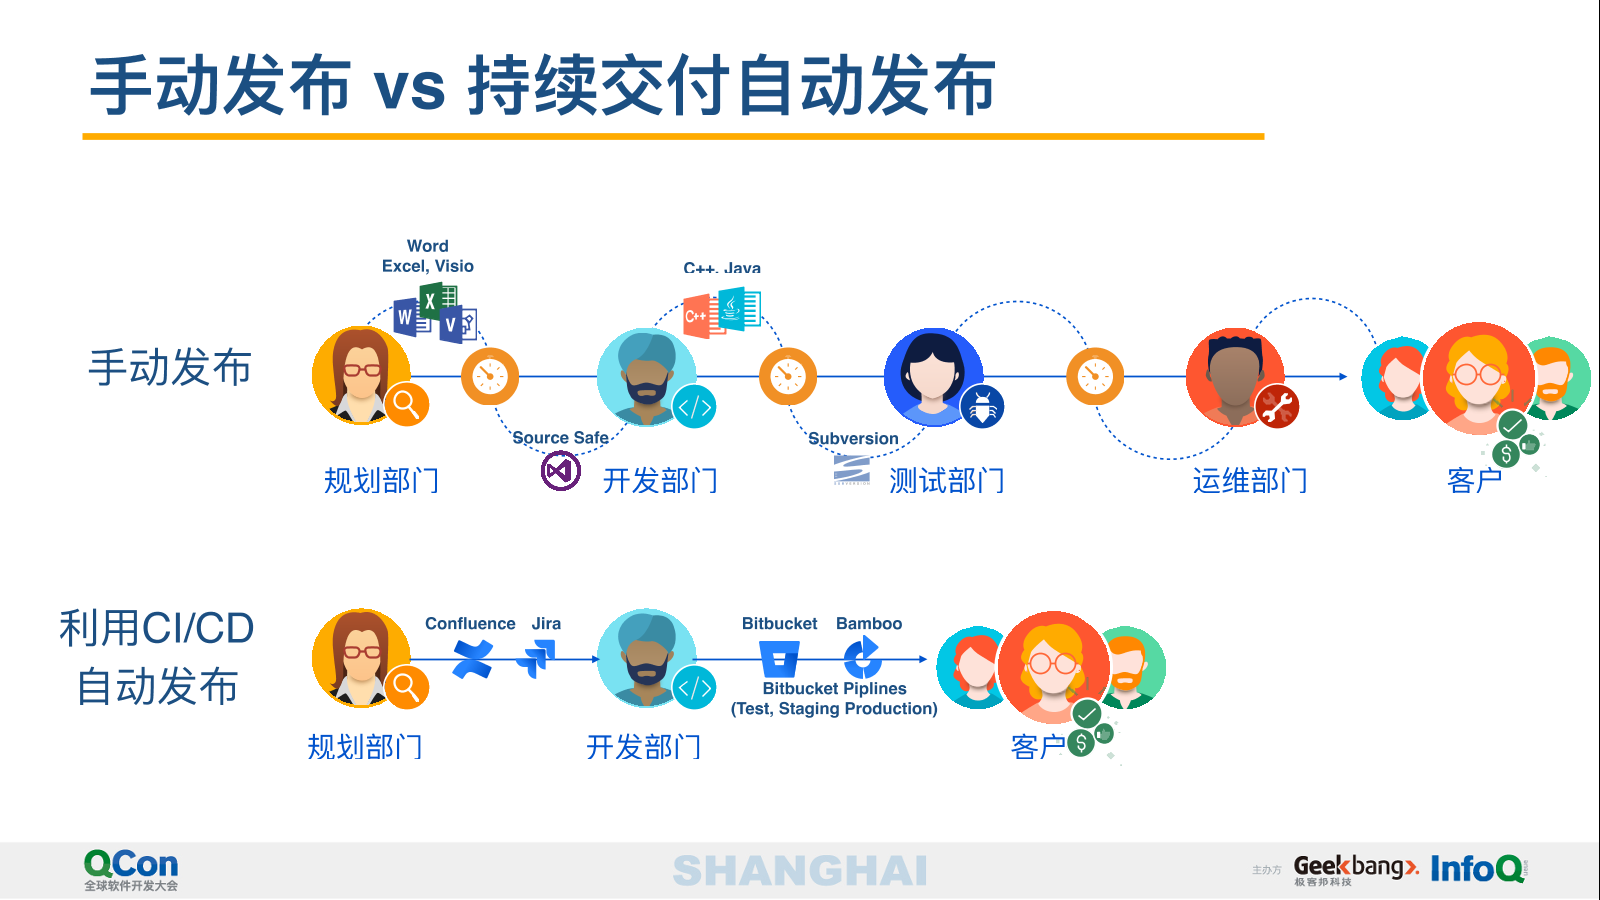 手动发布 vs 持续交付自动发布
Word
Excel, Visio
C++, Java
W
X
V
C++
手动发布
Source Safe
Subversion
规划部门
开发部门
测试部门
运维部门
客户
利用CI/CD
自动发布
Confluence
Jira
Bitbucket
Bamboo
Bitbucket Piplines
(Test, Staging Production)
规划部门
开发部门
客户
QCon
全球软件开发大会
SHANGHAI
主办方
Geekbang>.
极客邦科技
InfoQ